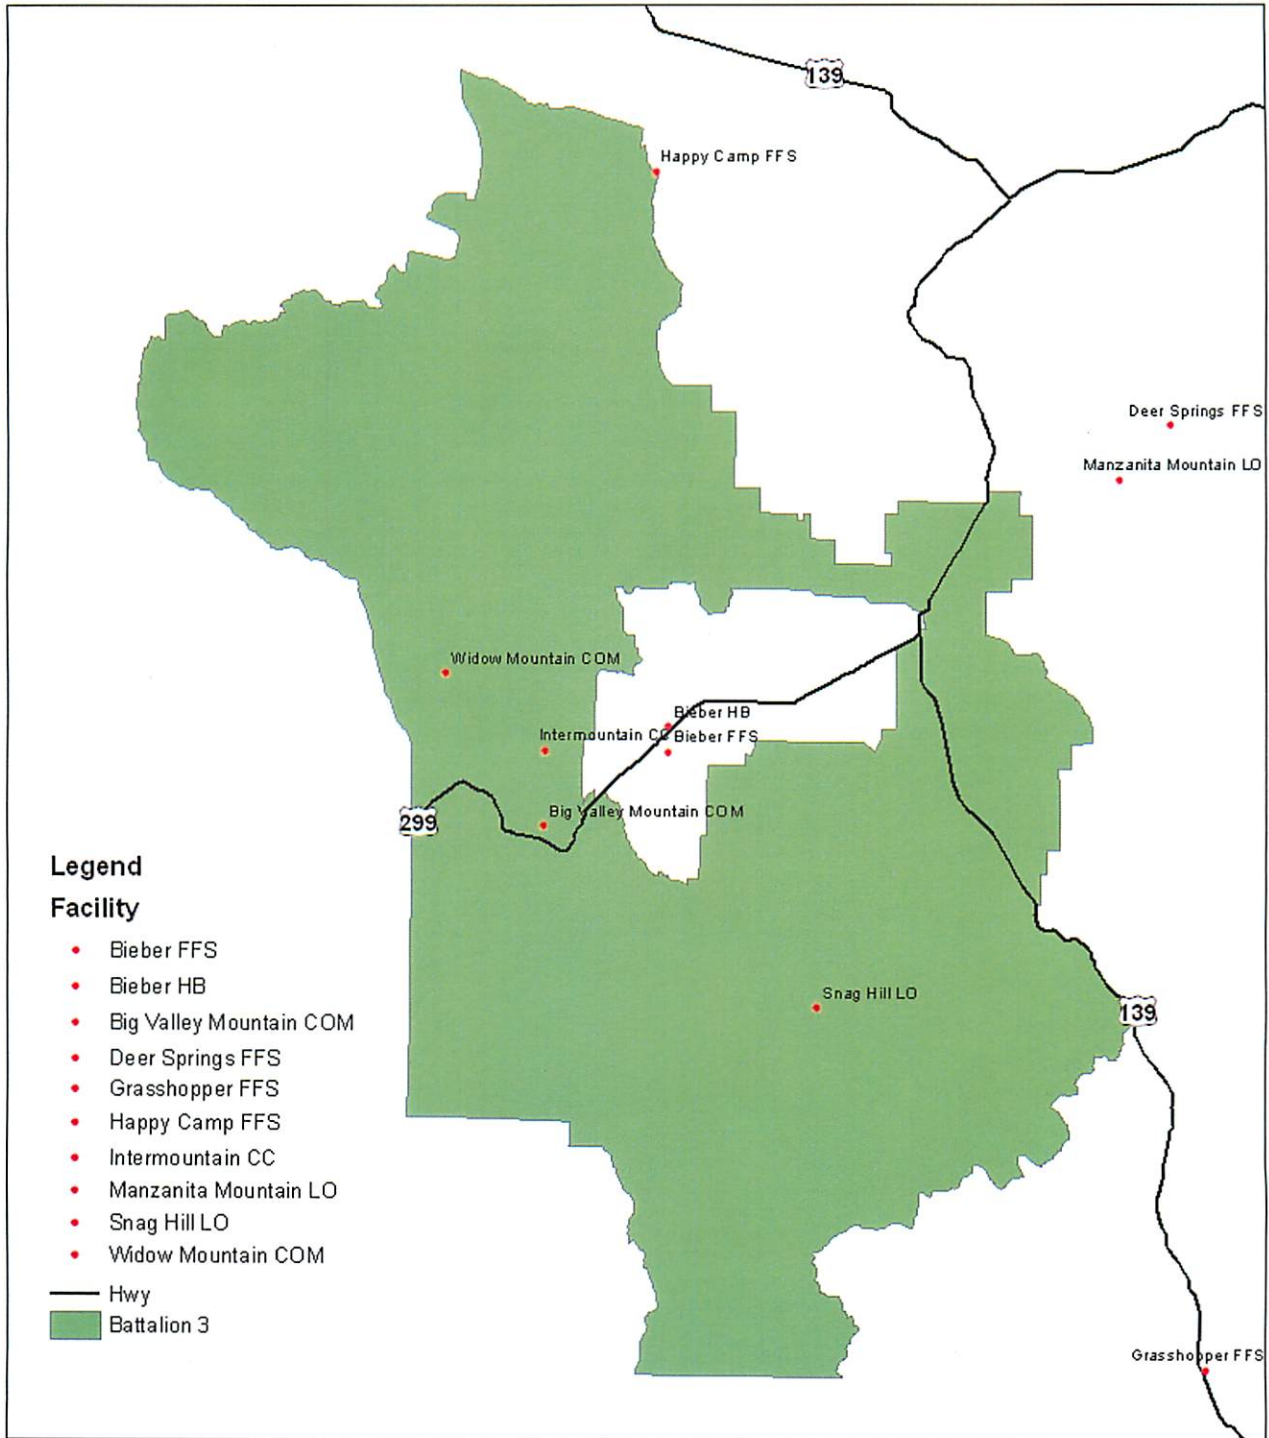 139
Happy Camp FFS
Deer Springs FFS
Manzanita Mountain LO
Widow Mountain COM
Bieber HB
Intermountain CC
Bieber FFS
Big Valley Mountain COM
299
Snag Hill LO
139
Grasshopper FFS
Legend
Facility
Bieber FFS
Bieber HB
Big Valley Mountain COM
Deer Springs FFS
Grasshopper FFS
Happy Camp FFS
Intermountain CC
Manzanita Mountain LO
Snag Hill LO
Widow Mountain COM
Hwy
Battalion 3